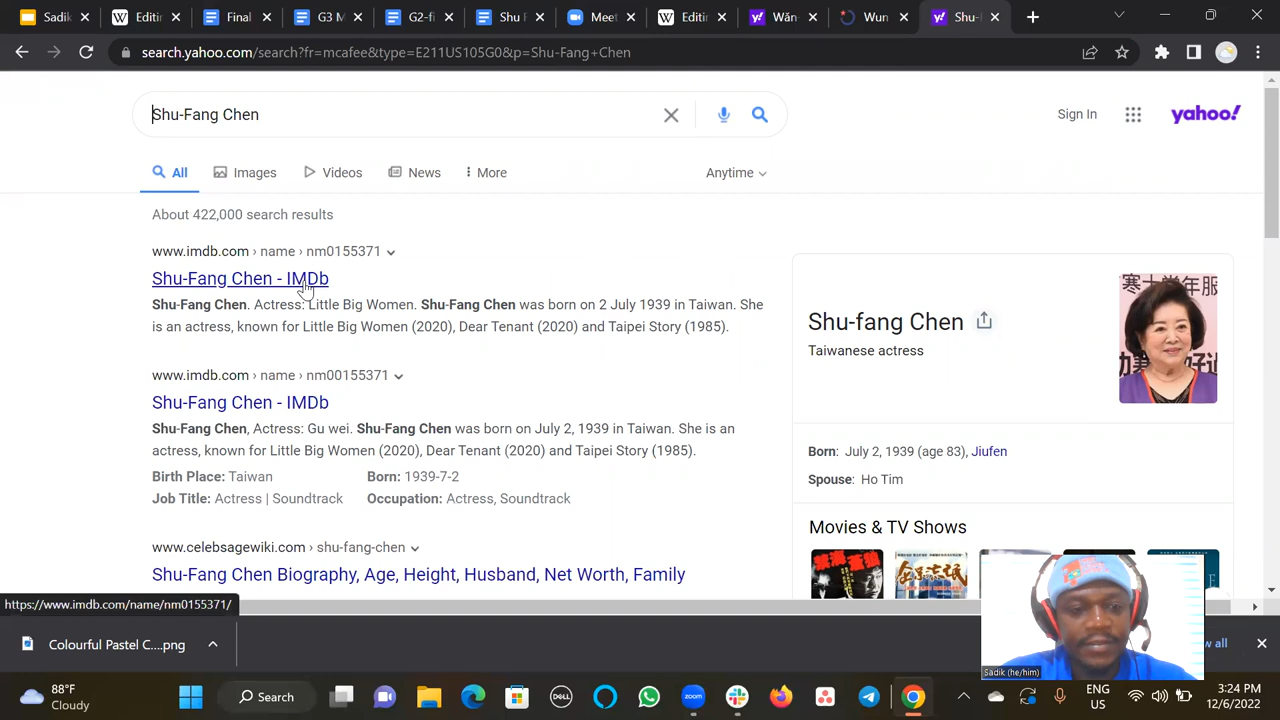 Sadik
Editin
Final
G3 M
G2-fi
Shu F
Meet
Editin
Wăn
Wun
Shu-
search.yahoo.com/search?fr=mcafee&type=E211US105G0&p=Shu-Fang+Chen
Shu-Fang Chen
Sign In
yahoo!
All
Images
Videos
News
More
Anytime
About 422,000 search results
www.imdb.com › name › nm0155371
Shu-Fang Chen - IMDb
Shu-Fang Chen. Actress: Little Big Women. Shu-Fang Chen was born on 2 July 1939 in Taiwan. She
is an actress, known for Little Big Women (2020), Dear Tenant (2020) and Taipei Story (1985).
www.imdb.com › name › nm00155371
Shu-Fang Chen - IMDb
Shu-Fang Chen, Actress: Gu wei. Shu-Fang Chen was born on July 2, 1939 in Taiwan. She is an
actress, known for Little Big Women (2020), Dear Tenant (2020) and Taipei Story (1985).
Birth Place: Taiwan
Born: 1939-7-2
Job Title: Actress | Soundtrack
Occupation: Actress, Soundtrack
www.celebsagewiki.com › shu-fang-chen
Shu-Fang Chen Biography, Age, Height, Husband, Net Worth, Family
Shu-fang Chen
Taiwanese actress
Born: July 2, 1939 (age 83), Jiufen
Spouse: Ho Tim
Movies & TV Shows
https://www.imdb.com/name/nm0155371/
Colourful Pastel C....png
w all
Sadik (he/him)
88°F
Cloudy
Search
DELL
zoom
ENG
US
3:24 PM
12/6/2022